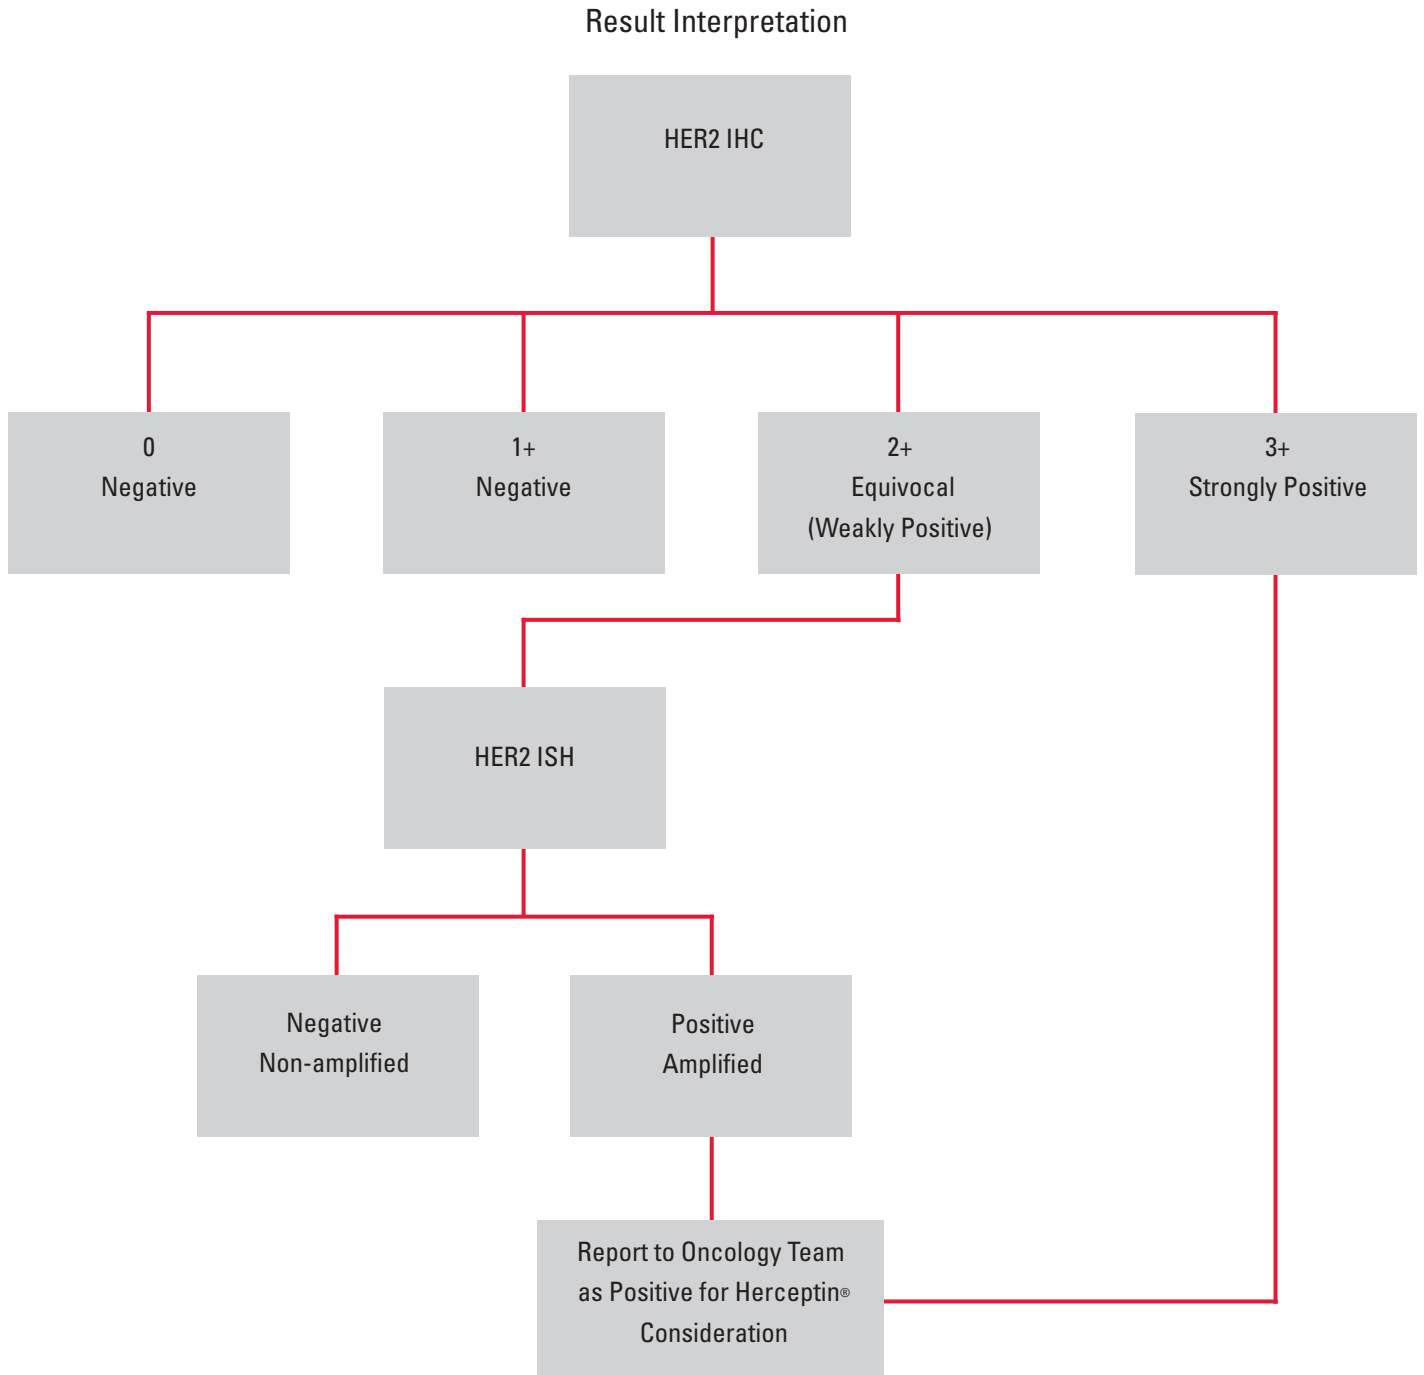 Result Interpretation
HER2 IHC
0
Negative
1+
Negative
2+
Equivocal
(Weakly Positive)
3+
Strongly Positive
HER2 ISH
Negative
Non-amplified
Positive
Amplified
Report to Oncology Team
as Positive for Herceptin®
Consideration